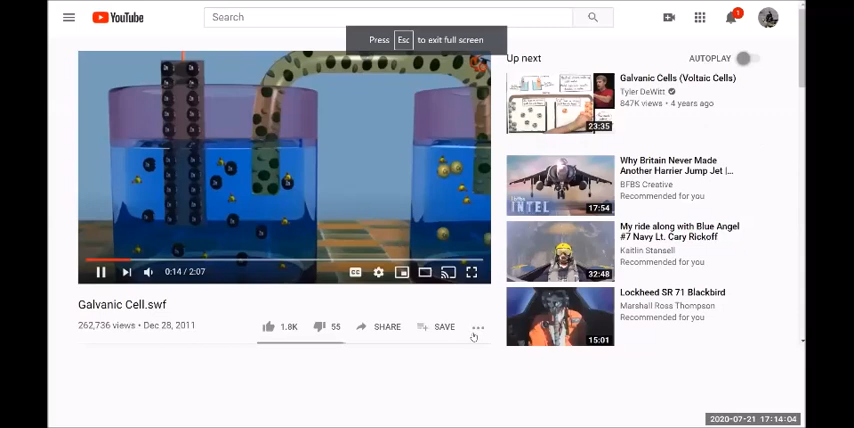 YouTube
Search
1
Press Esc to exit full screen
0:14 / 2:07
CC
Galvanic Cell.swf
262,736 views • Dec 28, 2011
1.8K
55
SHARE
SAVE
Up next
AUTOPLAY
Galvanic Cells (Voltaic Cells)
Tyler DeWitt
847K views • 4 years ago
23:35
Why Britain Never Made
Another Harrier Jump Jet |...
BFBS Creative
Recommended for you
INTEL
17:54
My ride along with Blue Angel
#7 Navy Lt. Cary Rickoff
Kaitlin Stansell
Recommended for you
32:48
Lockheed SR 71 Blackbird
Marshall Ross Thompson
Recommended for you
15:01
2020-07-21 17:14:04